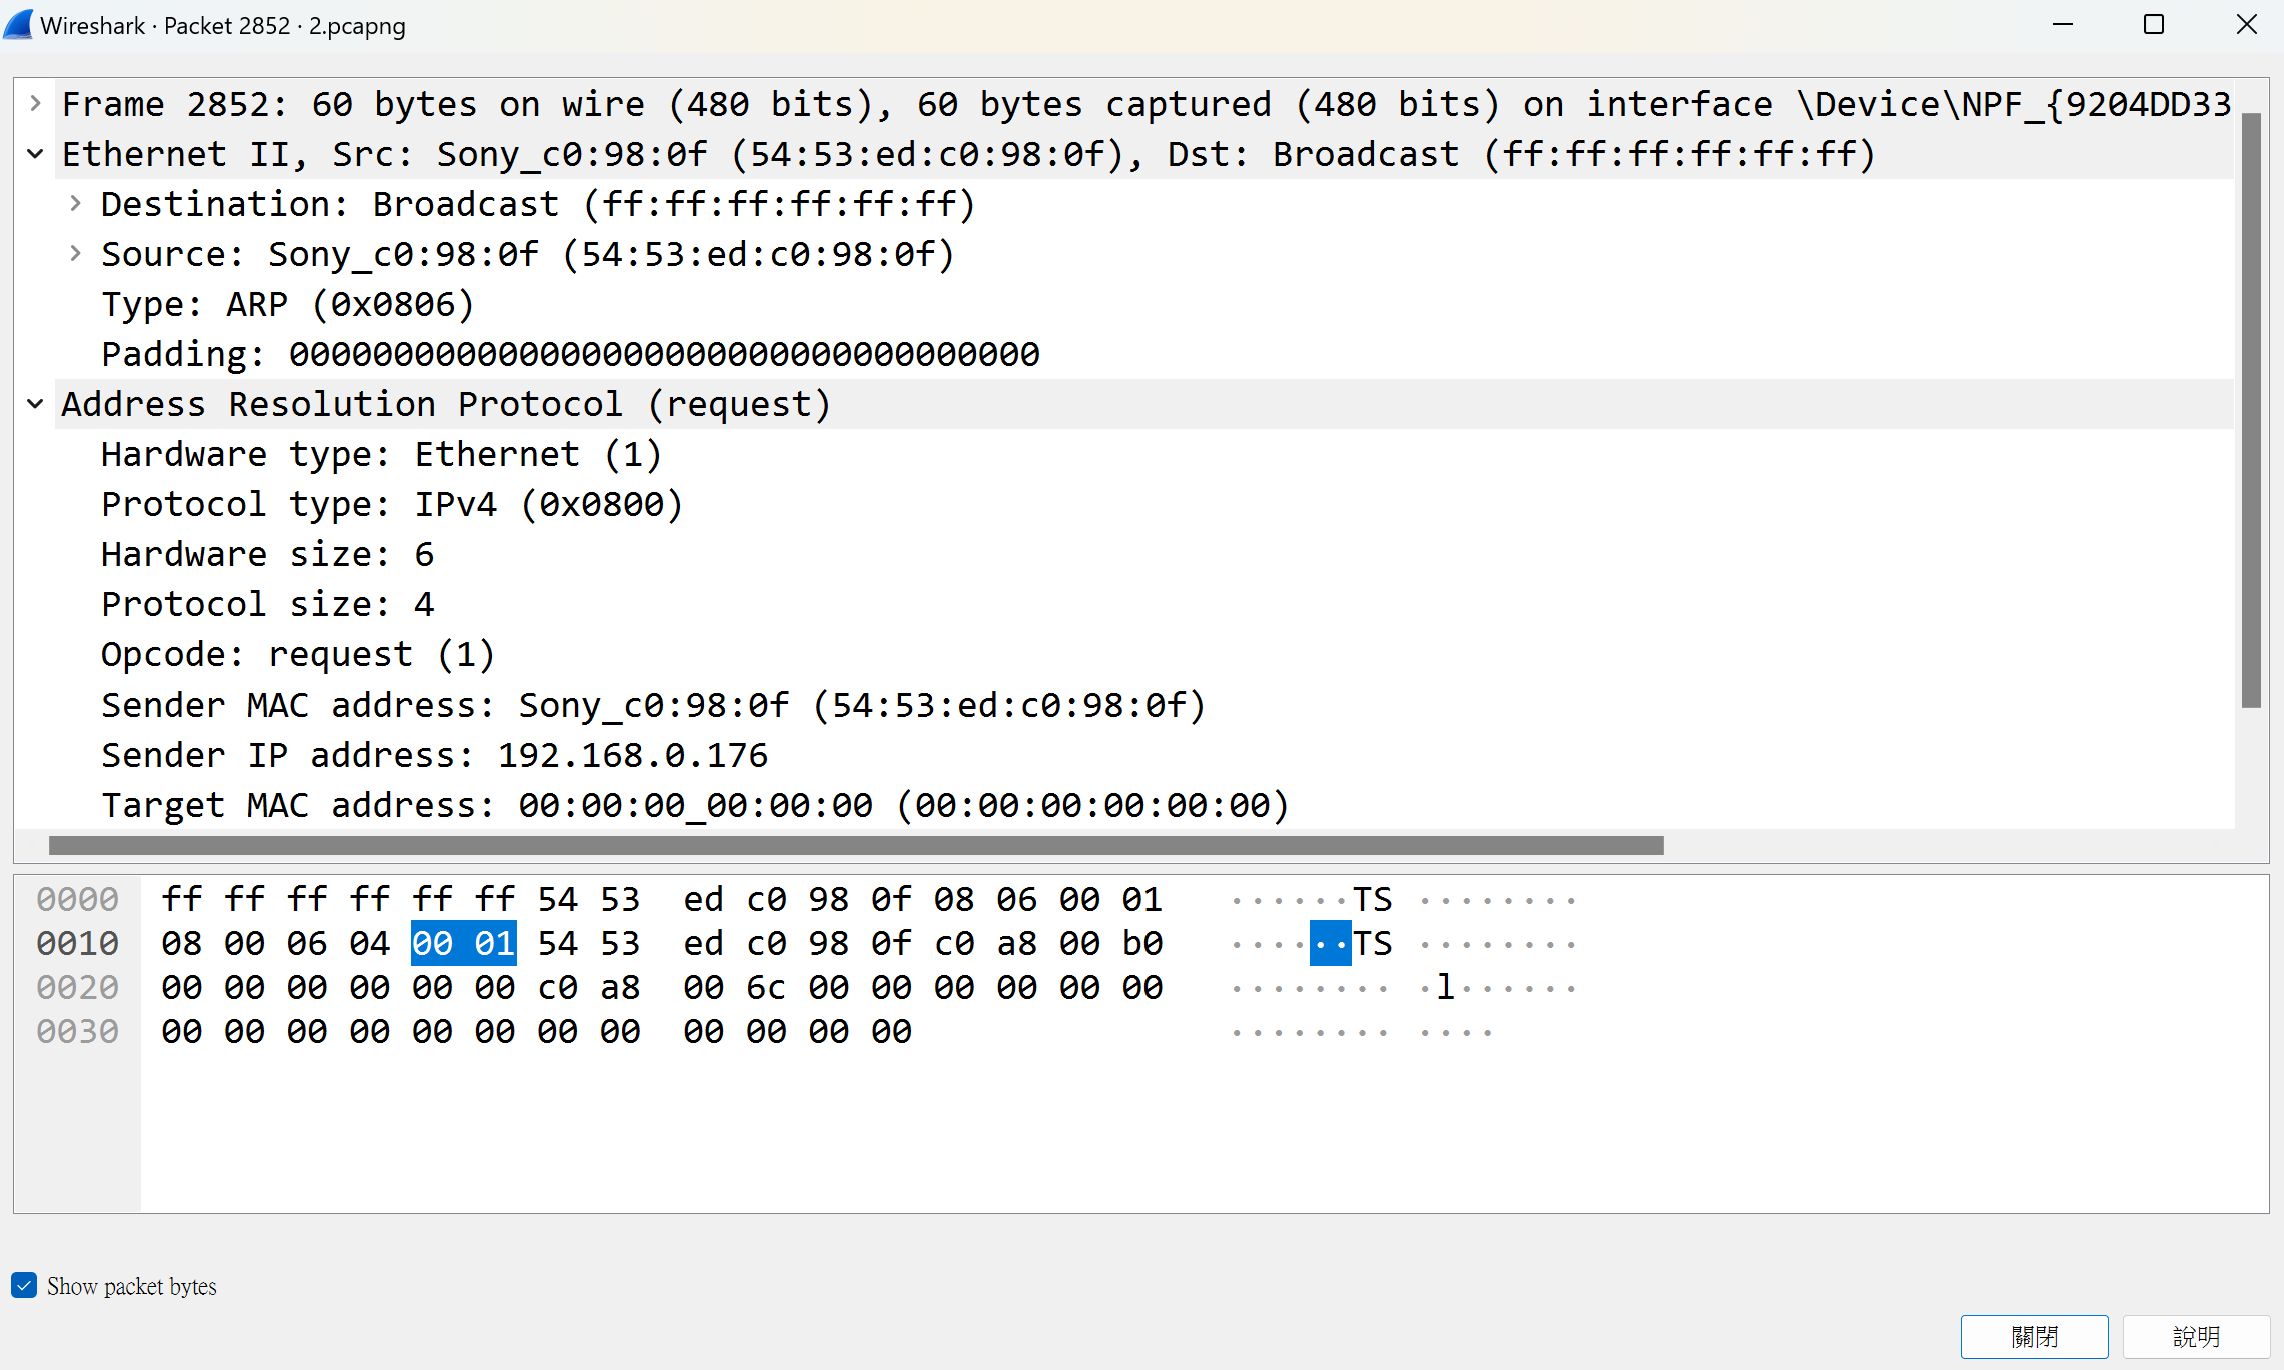 Wireshark · Packet 2852 · 2.pcapng
Frame 2852: 60 bytes on wire (480 bits), 60 bytes captured (480 bits) on interface \Device\NPF_{9204DD33
Ethernet II, Src: Sony_c0:98:0f (54:53:ed:c0:98:0f), Dst: Broadcast (ff:ff:ff:ff:ff:ff)
Destination: Broadcast (ff:ff:ff:ff:ff:ff)
Source: Sony_c0:98:0f (54:53:ed:c0:98:0f)
Type: ARP (0x0806)
Padding: 000000000000000000000000000000000000
Address Resolution Protocol (request)
Hardware type: Ethernet (1)
Protocol type: IPv4 (0x0800)
Hardware size: 6
Protocol size: 4
Opcode: request (1)
Sender MAC address: Sony_c0:98:0f (54:53:ed:c0:98:0f)
Sender IP address: 192.168.0.176
Target MAC address: 00:00:00_00:00:00 (00:00:00:00:00:00)
0000 ff ff ff ff ff ff 54 53 ed c0 98 0f 08 06 00 01 ······TS ········
0010 08 00 06 04 00 01 54 53 ed c0 98 0f c0 a8 00 b0 ······TS ········
0020 00 00 00 00 00 00 c0 a8 00 6c 00 00 00 00 00 00 ········ ·l······
0030 00 00 00 00 00 00 00 00 00 00 00 00 ········ ····
Show packet bytes
關閉 說明